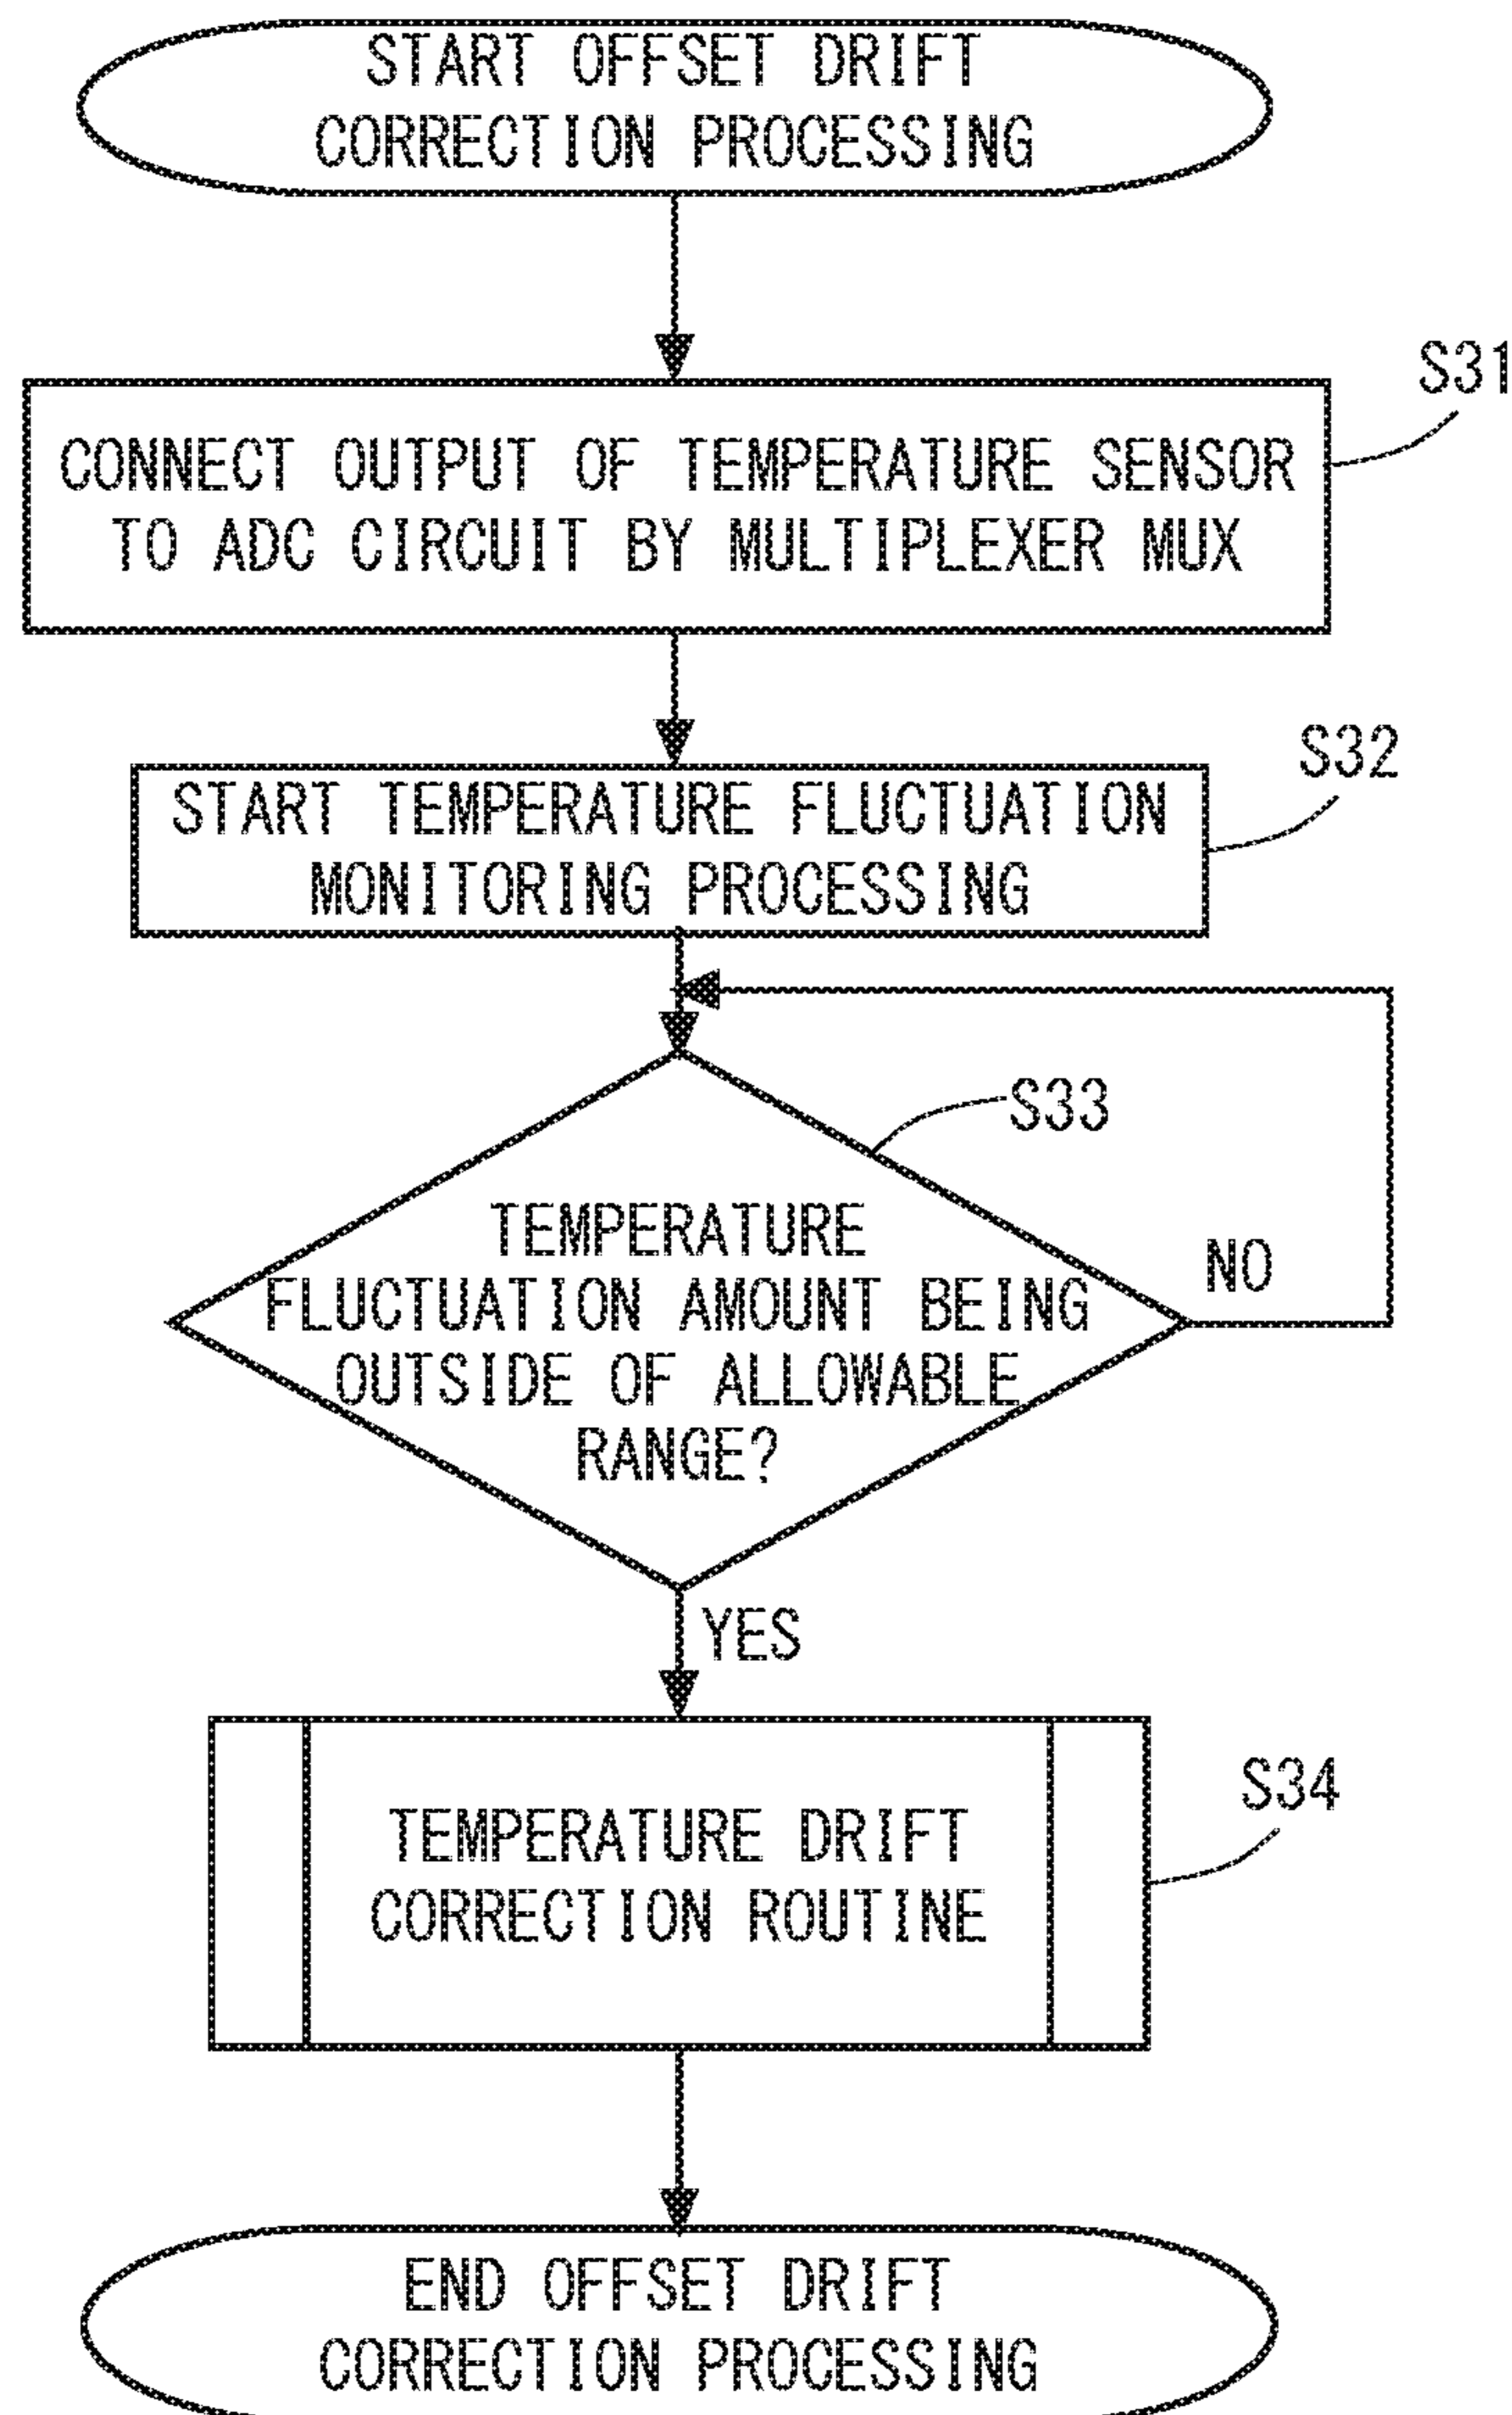 START OFFSET DRIFT
CORRECTION PROCESSING
S31
CONNECT OUTPUT OF TEMPERATURE SENSOR
TO ADC CIRCUIT BY MULTIPLEXER MUX
S32
START TEMPERATURE FLUCTUATION
MONITORING PROCESSING
S33
TEMPERATURE
FLUCTUATION AMOUNT BEING
OUTSIDE OF ALLOWABLE
RANGE?
NO
YES
S34
TEMPERATURE DRIFT
CORRECTION ROUTINE
END OFFSET DRIFT
CORRECTION PROCESSING